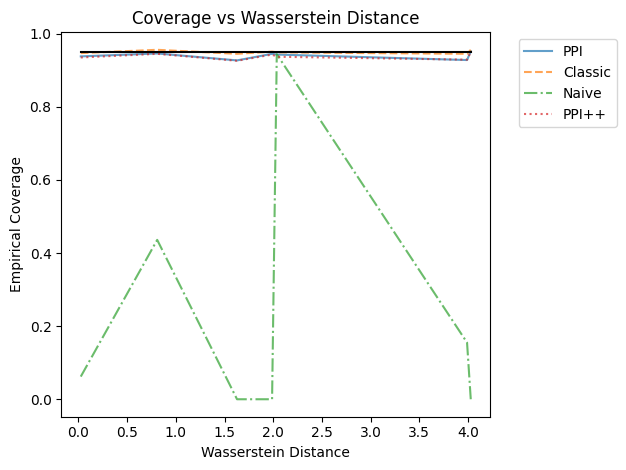 Coverage vs Wasserstein Distance
1.0
0.8
0.6
0.4
0.2
0.0
Empirical Coverage
0.0 0.5 1.0 1.5 2.0 2.5 3.0 3.5 4.0
Wasserstein Distance
PPI
Classic
Naive
PPI++